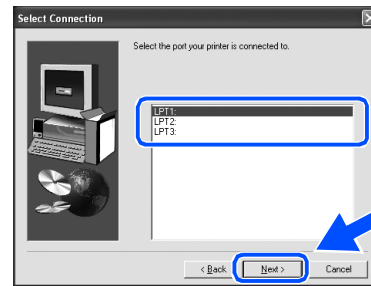 Select Connection
Select the port your printer is connected to.
LPT1:
LPT2:
LPT3:
< Back
Next >
Cancel